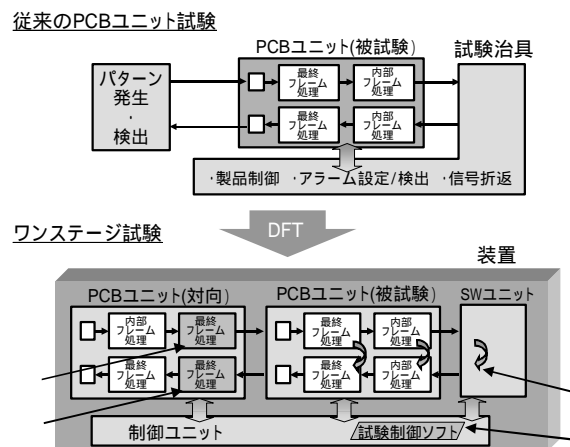 従来のPCBユニット試験
PCBユニット(被試験)
試験治具
パターン
発生
・
検出
最終
フレーム
処理
内部
フレーム
処理
最終
フレーム
処理
内部
フレーム
処理
・製品制御 ・アラーム設定/検出 ・信号折返
DFT
ワンステージ試験
装置
PCBユニット(対向)
PCBユニット(被試験)
SWユニット
内部
フレーム
処理
最終
フレーム
処理
最終
フレーム
処理
内部
フレーム
処理
最終
フレーム
処理
最終
フレーム
処理
最終
フレーム
処理
内部
フレーム
処理
制御ユニット
試験制御ソフト